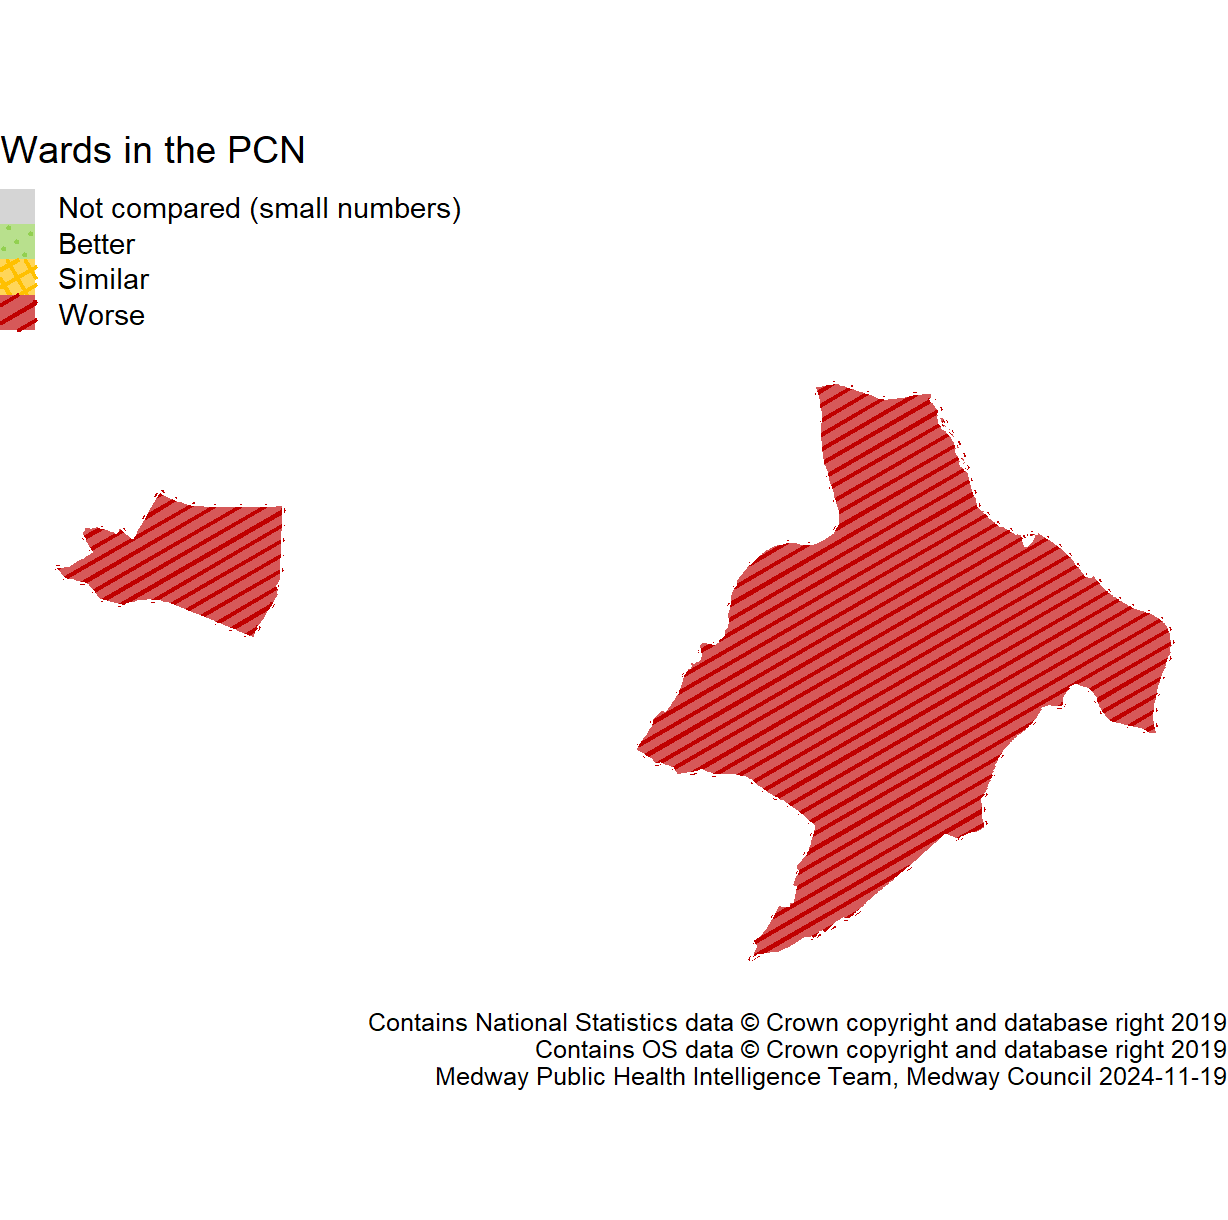 Wards in the PCN
Not compared (small numbers)
Better
Similar
Worse
Contains National Statistics data © Crown copyright and database right 2019
Contains OS data © Crown copyright and database right 2019
Medway Public Health Intelligence Team, Medway Council 2024-11-19